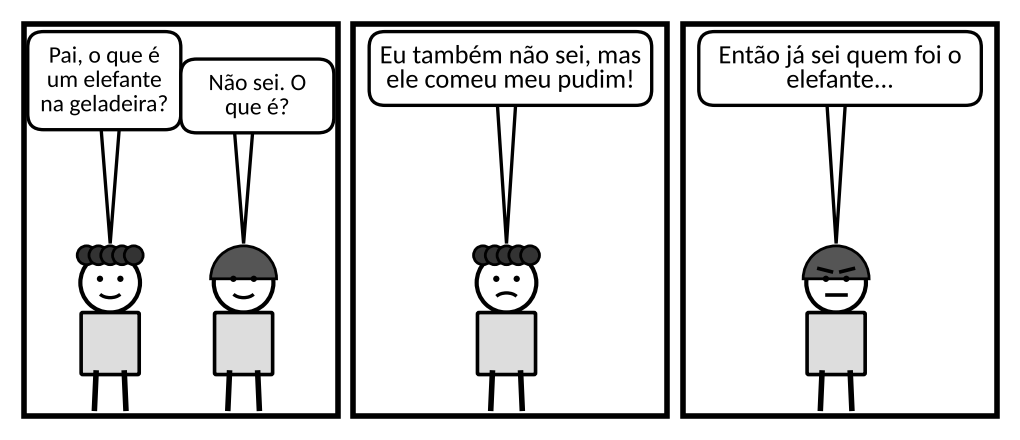 Pai, o que é
um elefante
na geladeira?
Não sei. O
que é?
Eu também não sei, mas
ele comeu meu pudim!
Então já sei quem foi o
elefante...